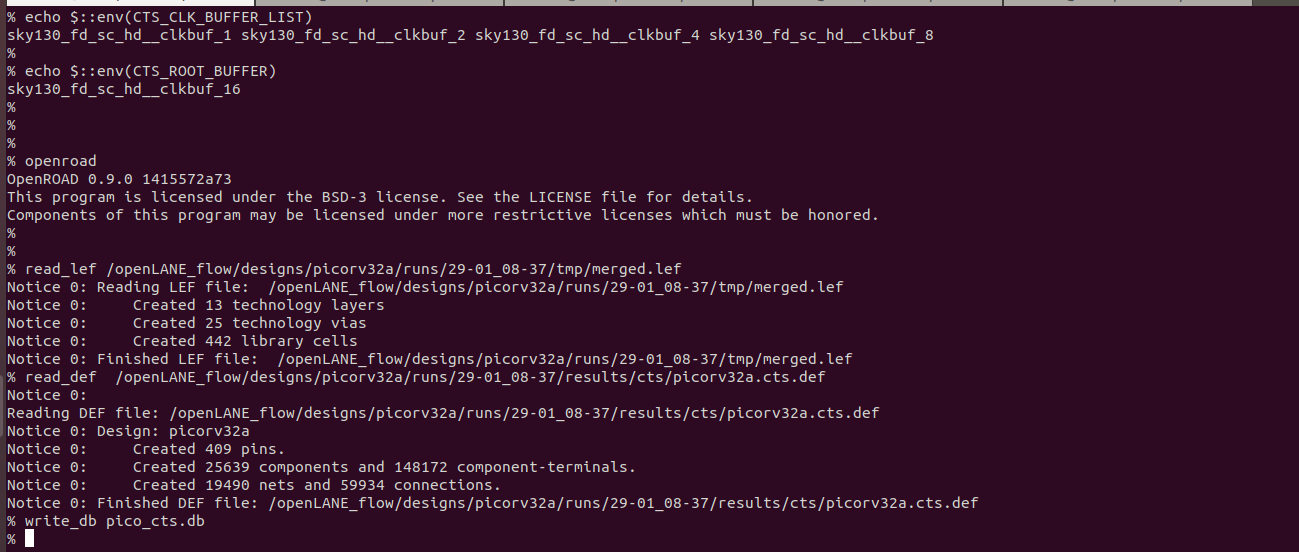 % echo $::env(CTS_CLK_BUFFER_LIST)
sky130_fd_sc_hd__clkbuf_1 sky130_fd_sc_hd__clkbuf_2 sky130_fd_sc_hd__clkbuf_4 sky130_fd_sc_hd__clkbuf_8
%
% echo $::env(CTS_ROOT_BUFFER)
sky130_fd_sc_hd__clkbuf_16
%
%
%
% openroad
OpenROAD 0.9.0 1415572a73
This program is licensed under the BSD-3 license. See the LICENSE file for details.
Components of this program may be licensed under more restrictive licenses which must be honored.
%
%
% read_lef /openLANE_flow/designs/picorv32a/runs/29-01_08-37/tmp/merged.lef
Notice 0: Reading LEF file:  /openLANE_flow/designs/picorv32a/runs/29-01_08-37/tmp/merged.lef
Notice 0:     Created 13 technology layers
Notice 0:     Created 25 technology vias
Notice 0:     Created 442 library cells
Notice 0: Finished LEF file:  /openLANE_flow/designs/picorv32a/runs/29-01_08-37/tmp/merged.lef
% read_def  /openLANE_flow/designs/picorv32a/runs/29-01_08-37/results/cts/picorv32a.cts.def
Notice 0:
Reading DEF file: /openLANE_flow/designs/picorv32a/runs/29-01_08-37/results/cts/picorv32a.cts.def
Notice 0: Design: picorv32a
Notice 0:     Created 409 pins.
Notice 0:     Created 25639 components and 148172 component-terminals.
Notice 0:     Created 19490 nets and 59934 connections.
Notice 0: Finished DEF file: /openLANE_flow/designs/picorv32a/runs/29-01_08-37/results/cts/picorv32a.cts.def
% write_db pico_cts.db
%